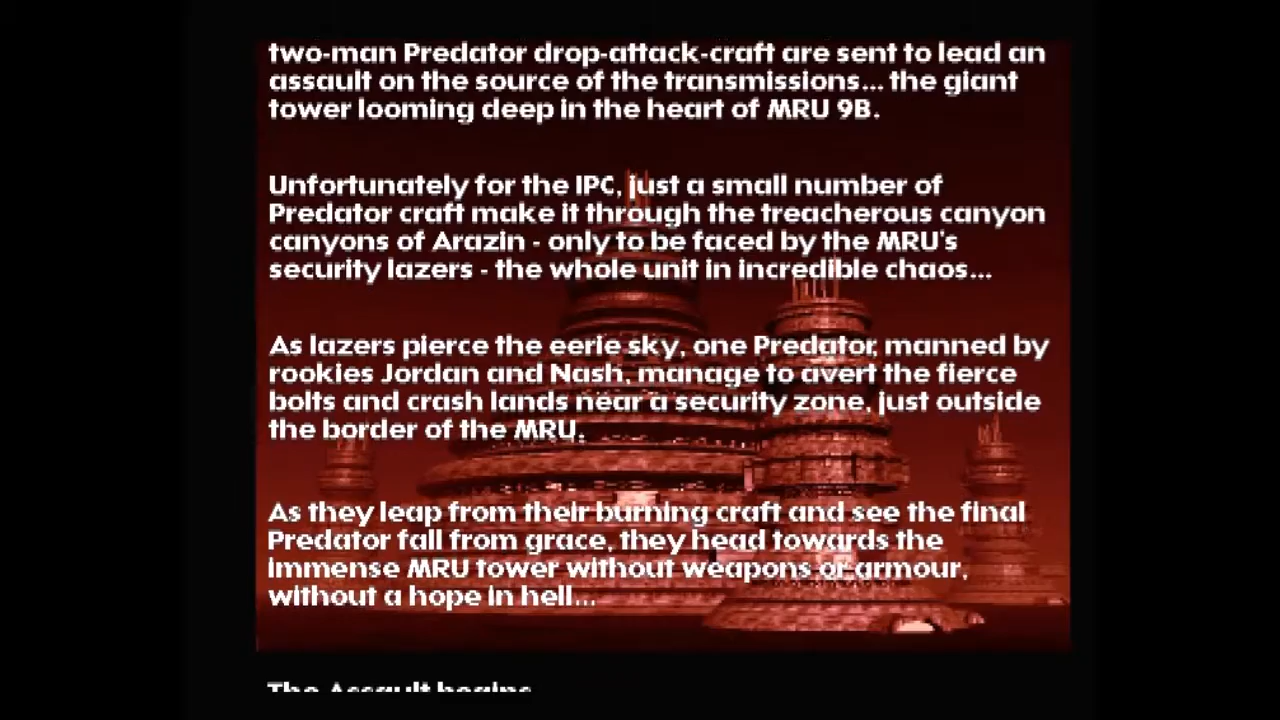 two-man Predator drop-attack-craft are sent to lead an
assault on the source of the transmissions... the giant
tower looming deep in the heart of MRU 9B.
Unfortunately for the IPC, just a small number of
Predator craft make it through the treacherous canyon
canyons of Arazin - only to be faced by the MRU's
security lazers - the whole unit in incredible chaos...
As lazers pierce the eerie sky, one Predator, manned by
rookies Jordan and Nash, manage to avert the fierce
bolts and crash lands near a security zone, just outside
the border of the MRU.
As they leap from their burning craft and see the final
Predator fall from grace, they head towards the
immense MRU tower without weapons or armour,
without a hope in hell...
The Assault begins